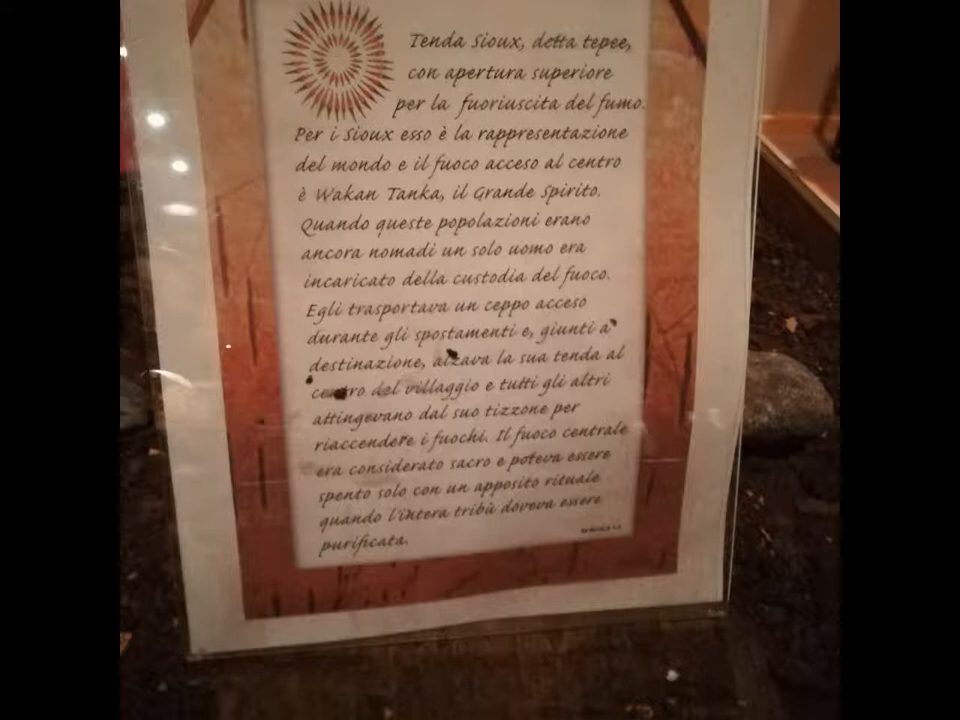 Tenda Sioux, detta tepee,
con apertura superiore
per la fuoriuscita del fumo.
Per i Sioux esso è la rappresentazione
del mondo e il fuoco acceso al centro
è Wakan Tanka, il Grande Spirito.
Quando queste popolazioni erano
ancora nomadi un solo uomo era
incaricato della custodia del fuoco.
Egli trasportava un ceppo acceso
durante gli spostamenti e, giunti a
destinazione, alzava la sua tenda al
centro del villaggio e tutti gli altri
attingevano dal suo tizzone per
riaccendere i fuochi. Il fuoco centrale
era considerato sacro e poteva essere
spento solo con un apposito rituale
quando l'intera tribù doveva essere
purificata.